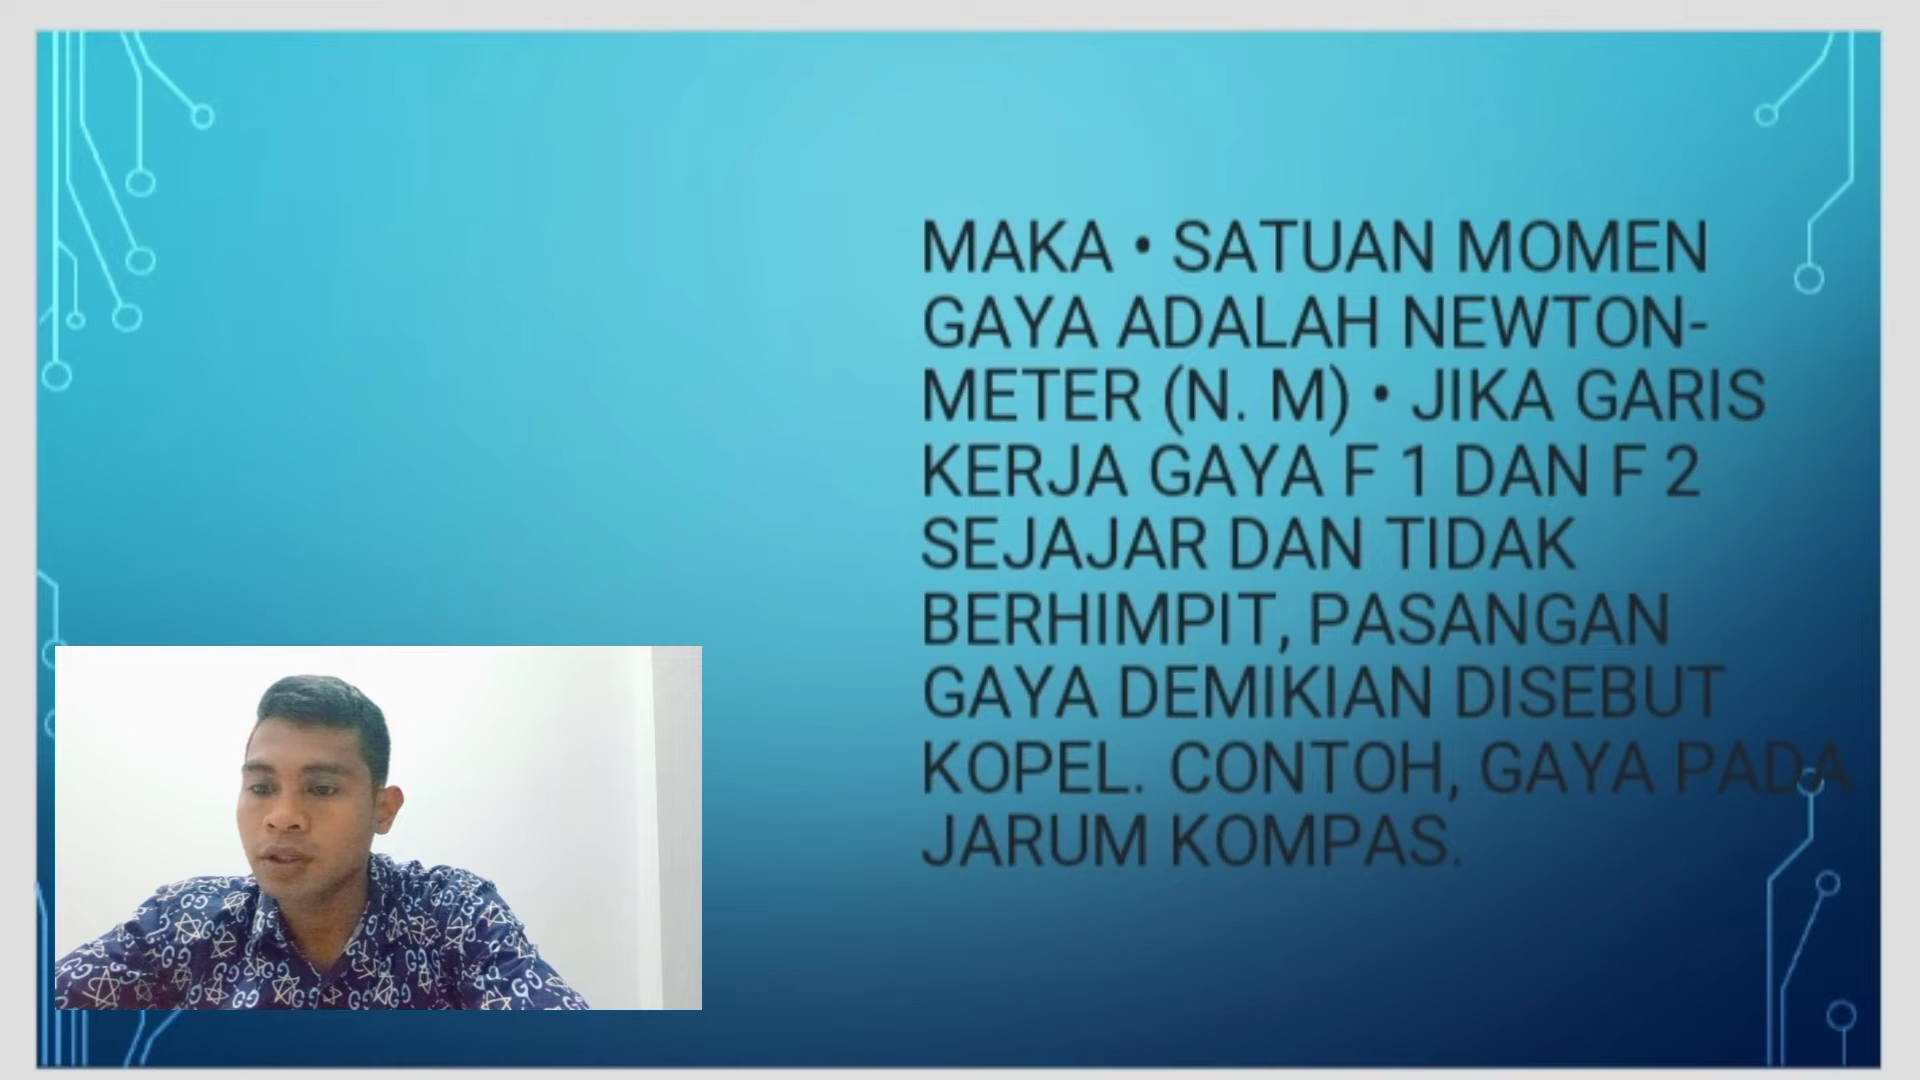 MAKA • SATUAN MOMEN
GAYA ADALAH NEWTON-
METER (N. M) • JIKA GARIS
KERJA GAYA F 1 DAN F 2
SEJAJAR DAN TIDAK
BERHIMPIT, PASANGAN
GAYA DEMIKIAN DISEBUT
KOPEL. CONTOH, GAYA PADA
JARUM KOMPAS.